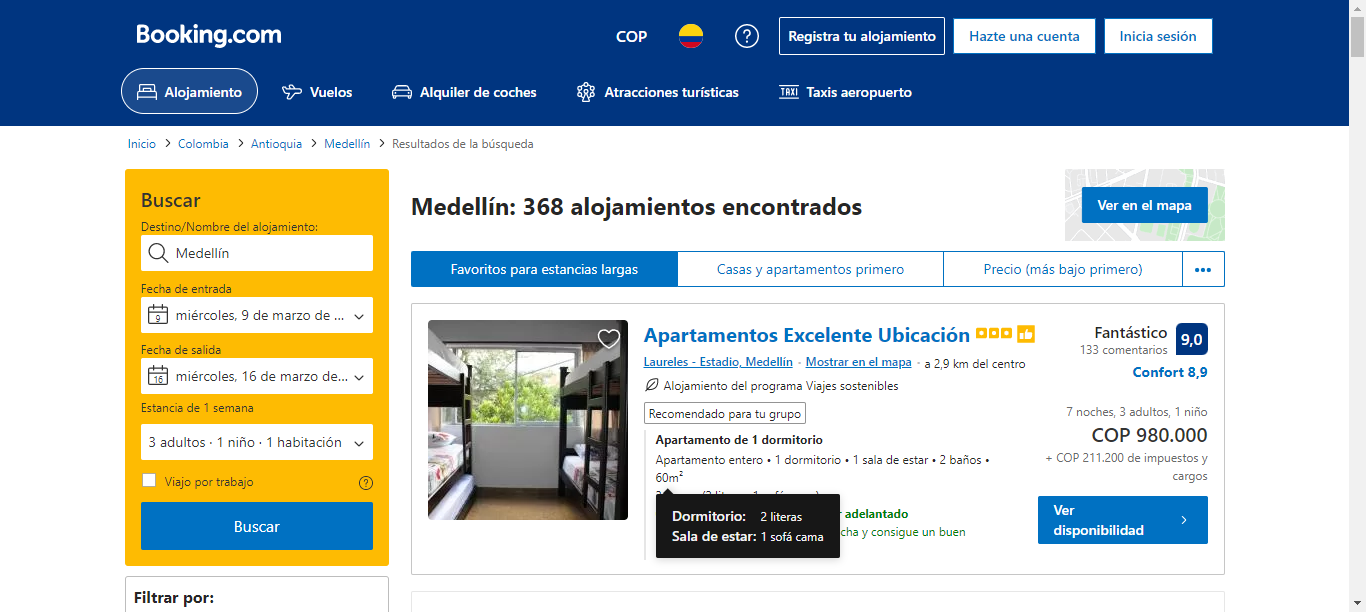 Booking.com
COP
Registra tu alojamiento
Hazte una cuenta
Inicia sesión
Alojamiento
Vuelos
Alquiler de coches
Atracciones turísticas
TAXI Taxis aeropuerto
Inicio > Colombia > Antioquia > Medellín > Resultados de la búsqueda
Buscar
Destino/Nombre del alojamiento:
Medellín
Fecha de entrada
9 miércoles, 9 de marzo de ...
Fecha de salida
16 miércoles, 16 de marzo de...
Estancia de 1 semana
3 adultos · 1 niño · 1 habitación
Viajo por trabajo
Buscar
Filtrar por:
Medellín: 368 alojamientos encontrados
Ver en el mapa
Favoritos para estancias largas
Casas y apartamentos primero
Precio (más bajo primero)
Apartamentos Excelente Ubicación
Laureles - Estadio, Medellín · Mostrar en el mapa · a 2,9 km del centro
Alojamiento del programa Viajes sostenibles
Recomendado para tu grupo
Apartamento de 1 dormitorio
Apartamento entero • 1 dormitorio • 1 sala de estar • 2 baños •
60m²
Dormitorio: 2 literas
Sala de estar: 1 sofá cama
adelantado
cha y consigue un buen
Fantástico
133 comentarios
9,0
Confort 8,9
7 noches, 3 adultos, 1 niño
COP 980.000
+ COP 211.200 de impuestos y
cargos
Ver
disponibilidad